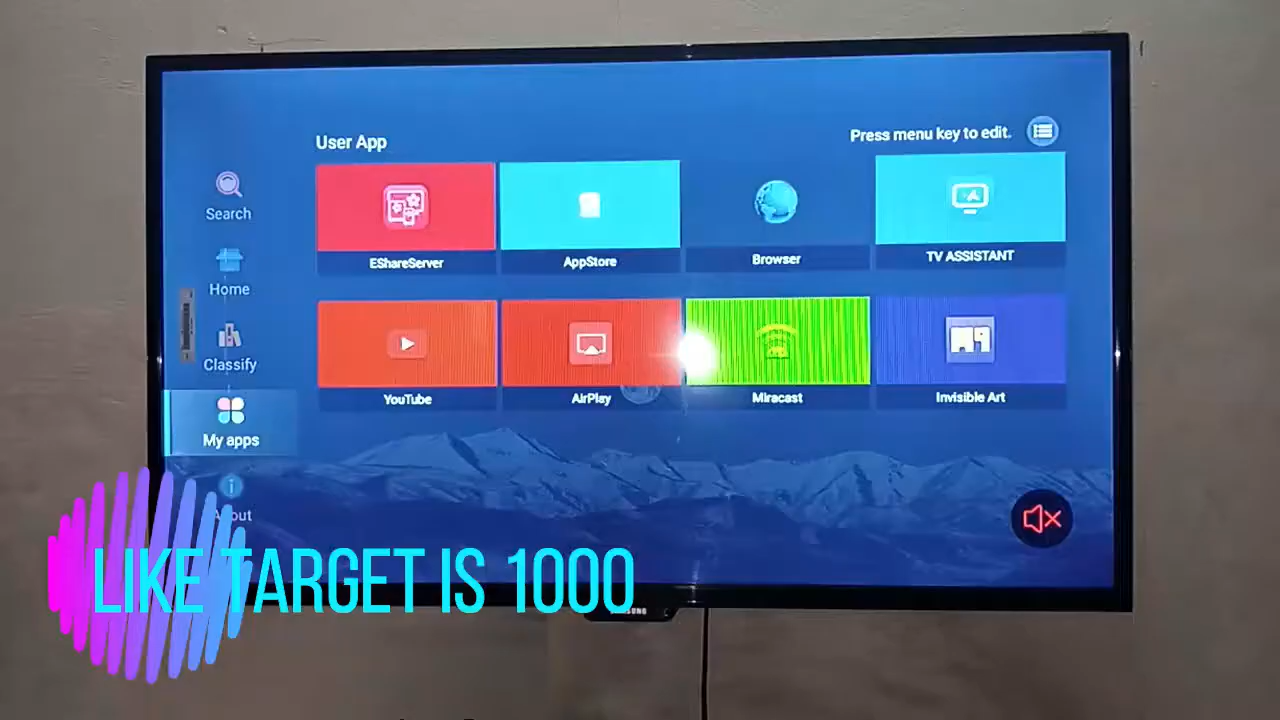 User App
Press menu key to edit.
Search
EShareServer
AppStore
Browser
TV ASSISTANT
Home
Classify
YouTube
AirPlay
Miracast
Invisible Art
My apps
LIKE TARGET IS 1000